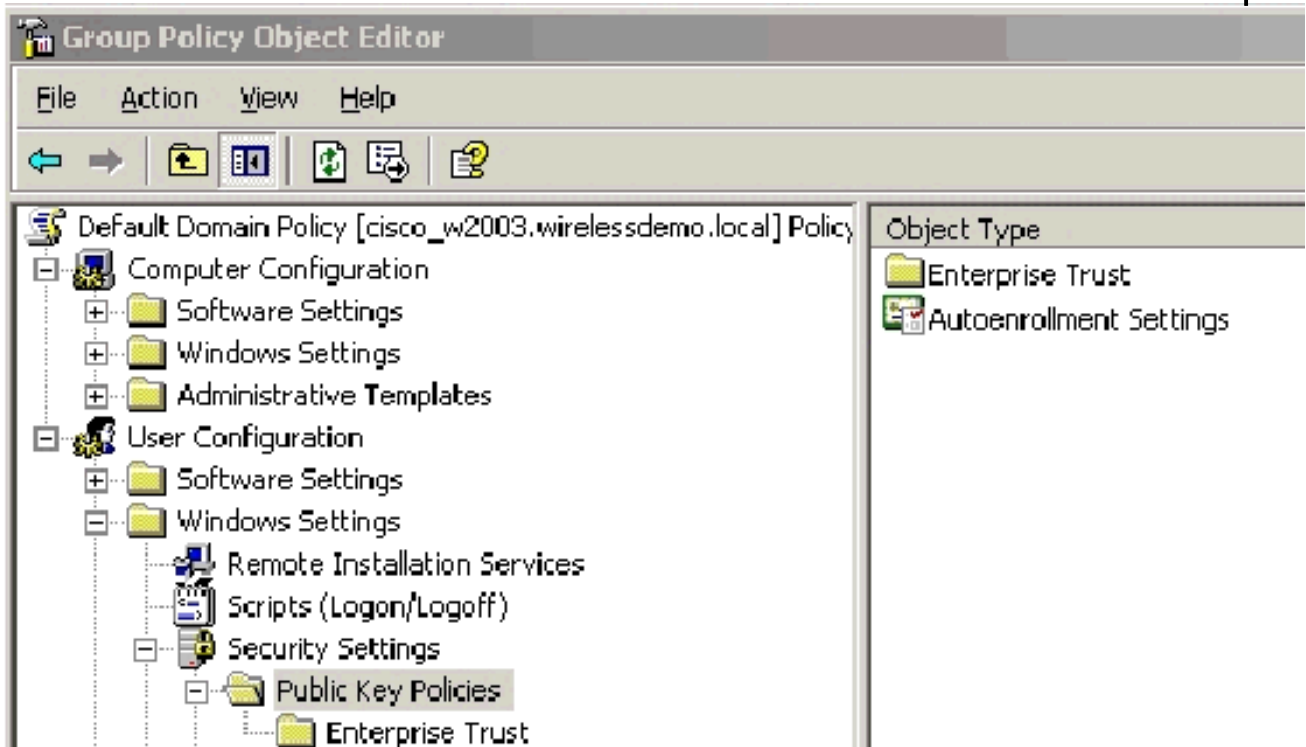 Group Policy Object Editor
File Action View Help
Default Domain Policy [cisco_w2003.wirelessdemo.local] Policy
Computer Configuration
Software Settings
Windows Settings
Administrative Templates
User Configuration
Software Settings
Windows Settings
Remote Installation Services
Scripts (Logon/Logoff)
Security Settings
Public Key Policies
Enterprise Trust
Object Type
Enterprise Trust
Autoenrollment Settings